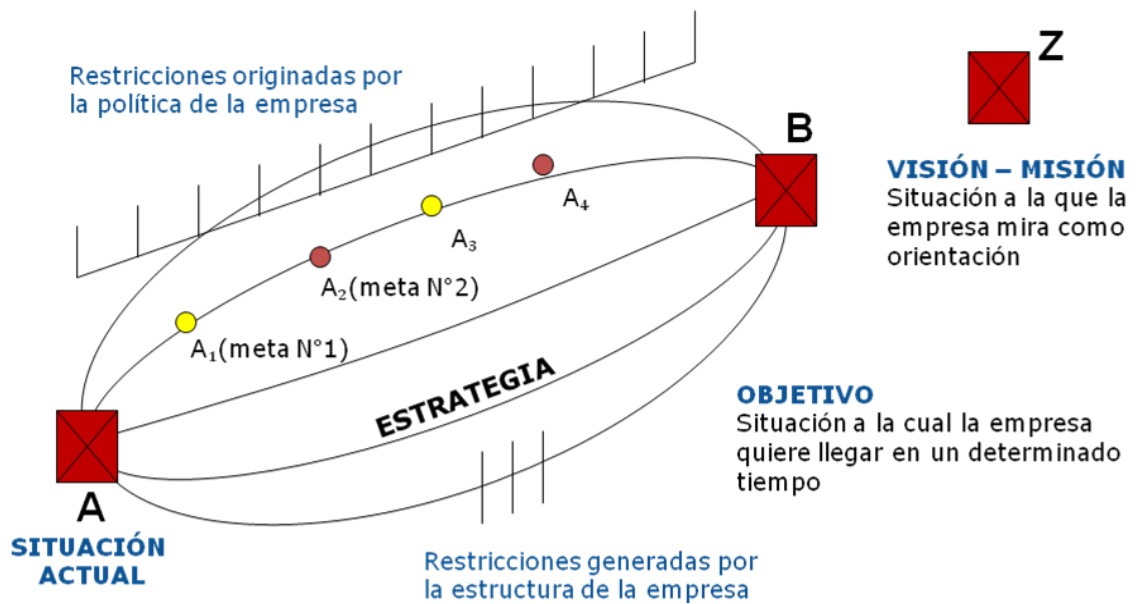 Restricciones originadas por
la política de la empresa
Z
B
VISIÓN – MISIÓN
Situación a la que la
empresa mira como
orientación
A₄
A₃
A₂(meta N°2)
A₁(meta N°1)
ESTRATEGIA
OBJETIVO
Situación a la cual la empresa
quiere llegar en un determinado
tiempo
A
SITUACIÓN
ACTUAL
Restricciones generadas por
la estructura de la empresa